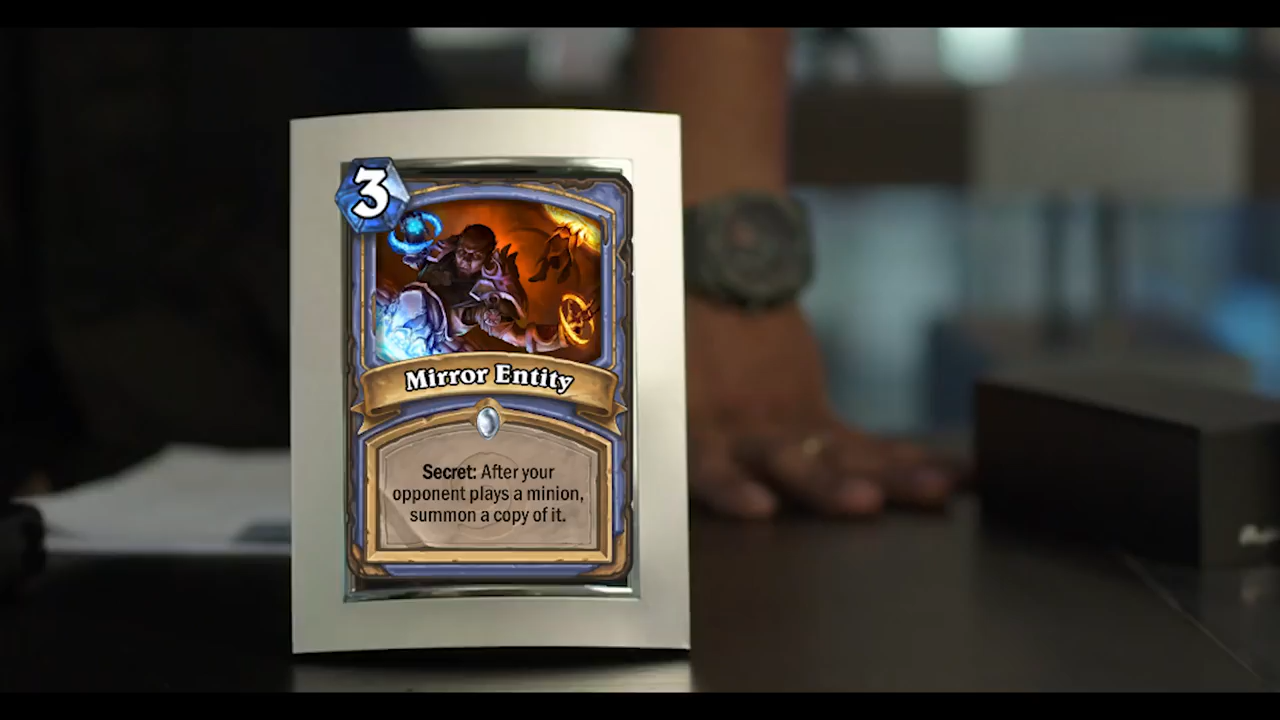 3
Mirror Entity
Secret: After your
opponent plays a minion,
summon a copy of it.